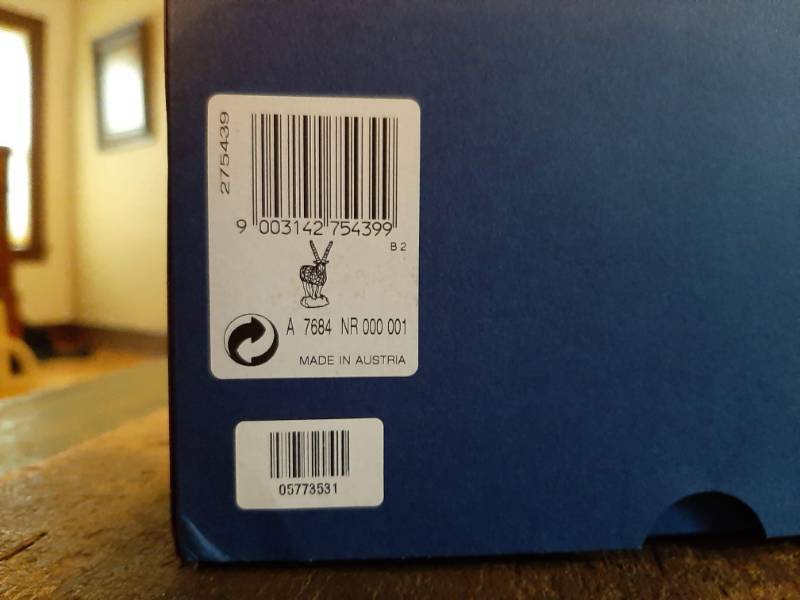 275439
9 003142 754399
B 2
A 7684 NR 000 001
MADE IN AUSTRIA
05773531